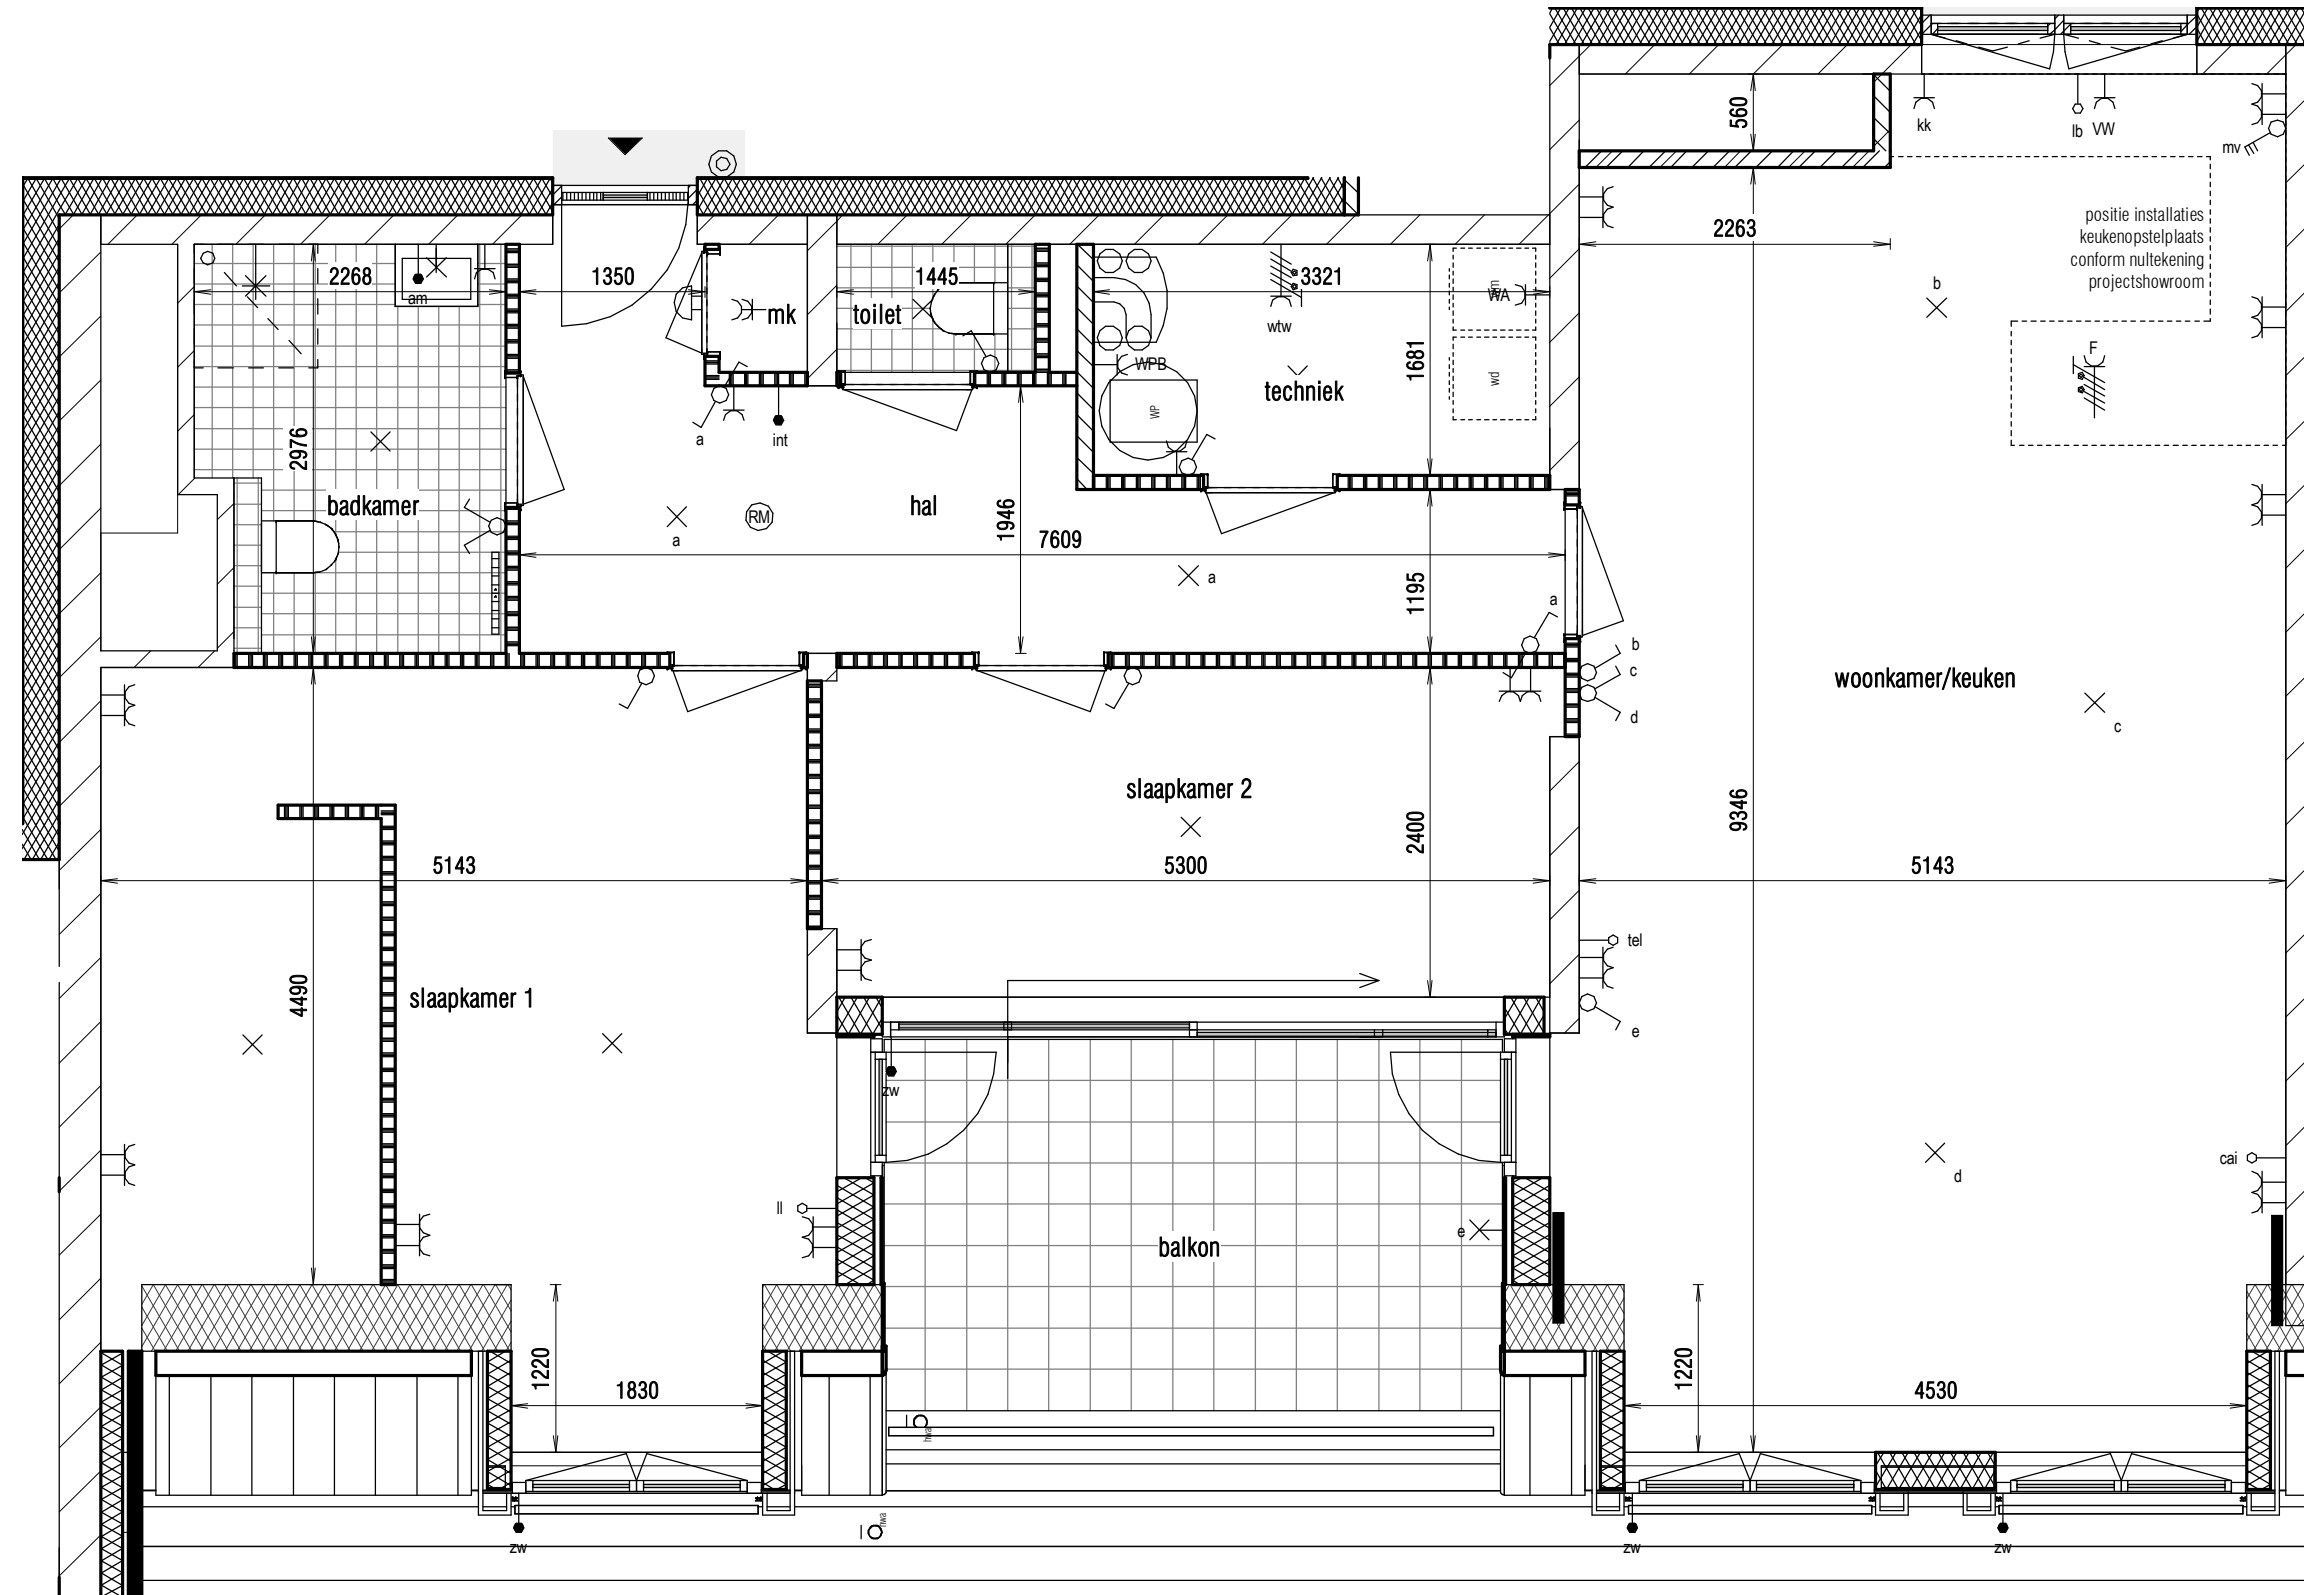 560
kk
lb
VW
mv
positie installaties
keukenopstelplaats
conform nultekening
projectshowroom
2263
2268
am
1350
mk
toilet
1445
3321
wtw
WA
b
F
1681
WPB
techniek
wd
WP
a
int
2976
badkamer
hal
1946
RM
a
7609
a
1195
a
b
c
d
woonkamer/keuken
c
slaapkamer 2
2400
9346
5143
5300
5143
4490
slaapkamer 1
tel
e
zw
cai
d
ll
balkon
e
1220
1830
1220
4530
hwa
hwa
zw
zw
zw